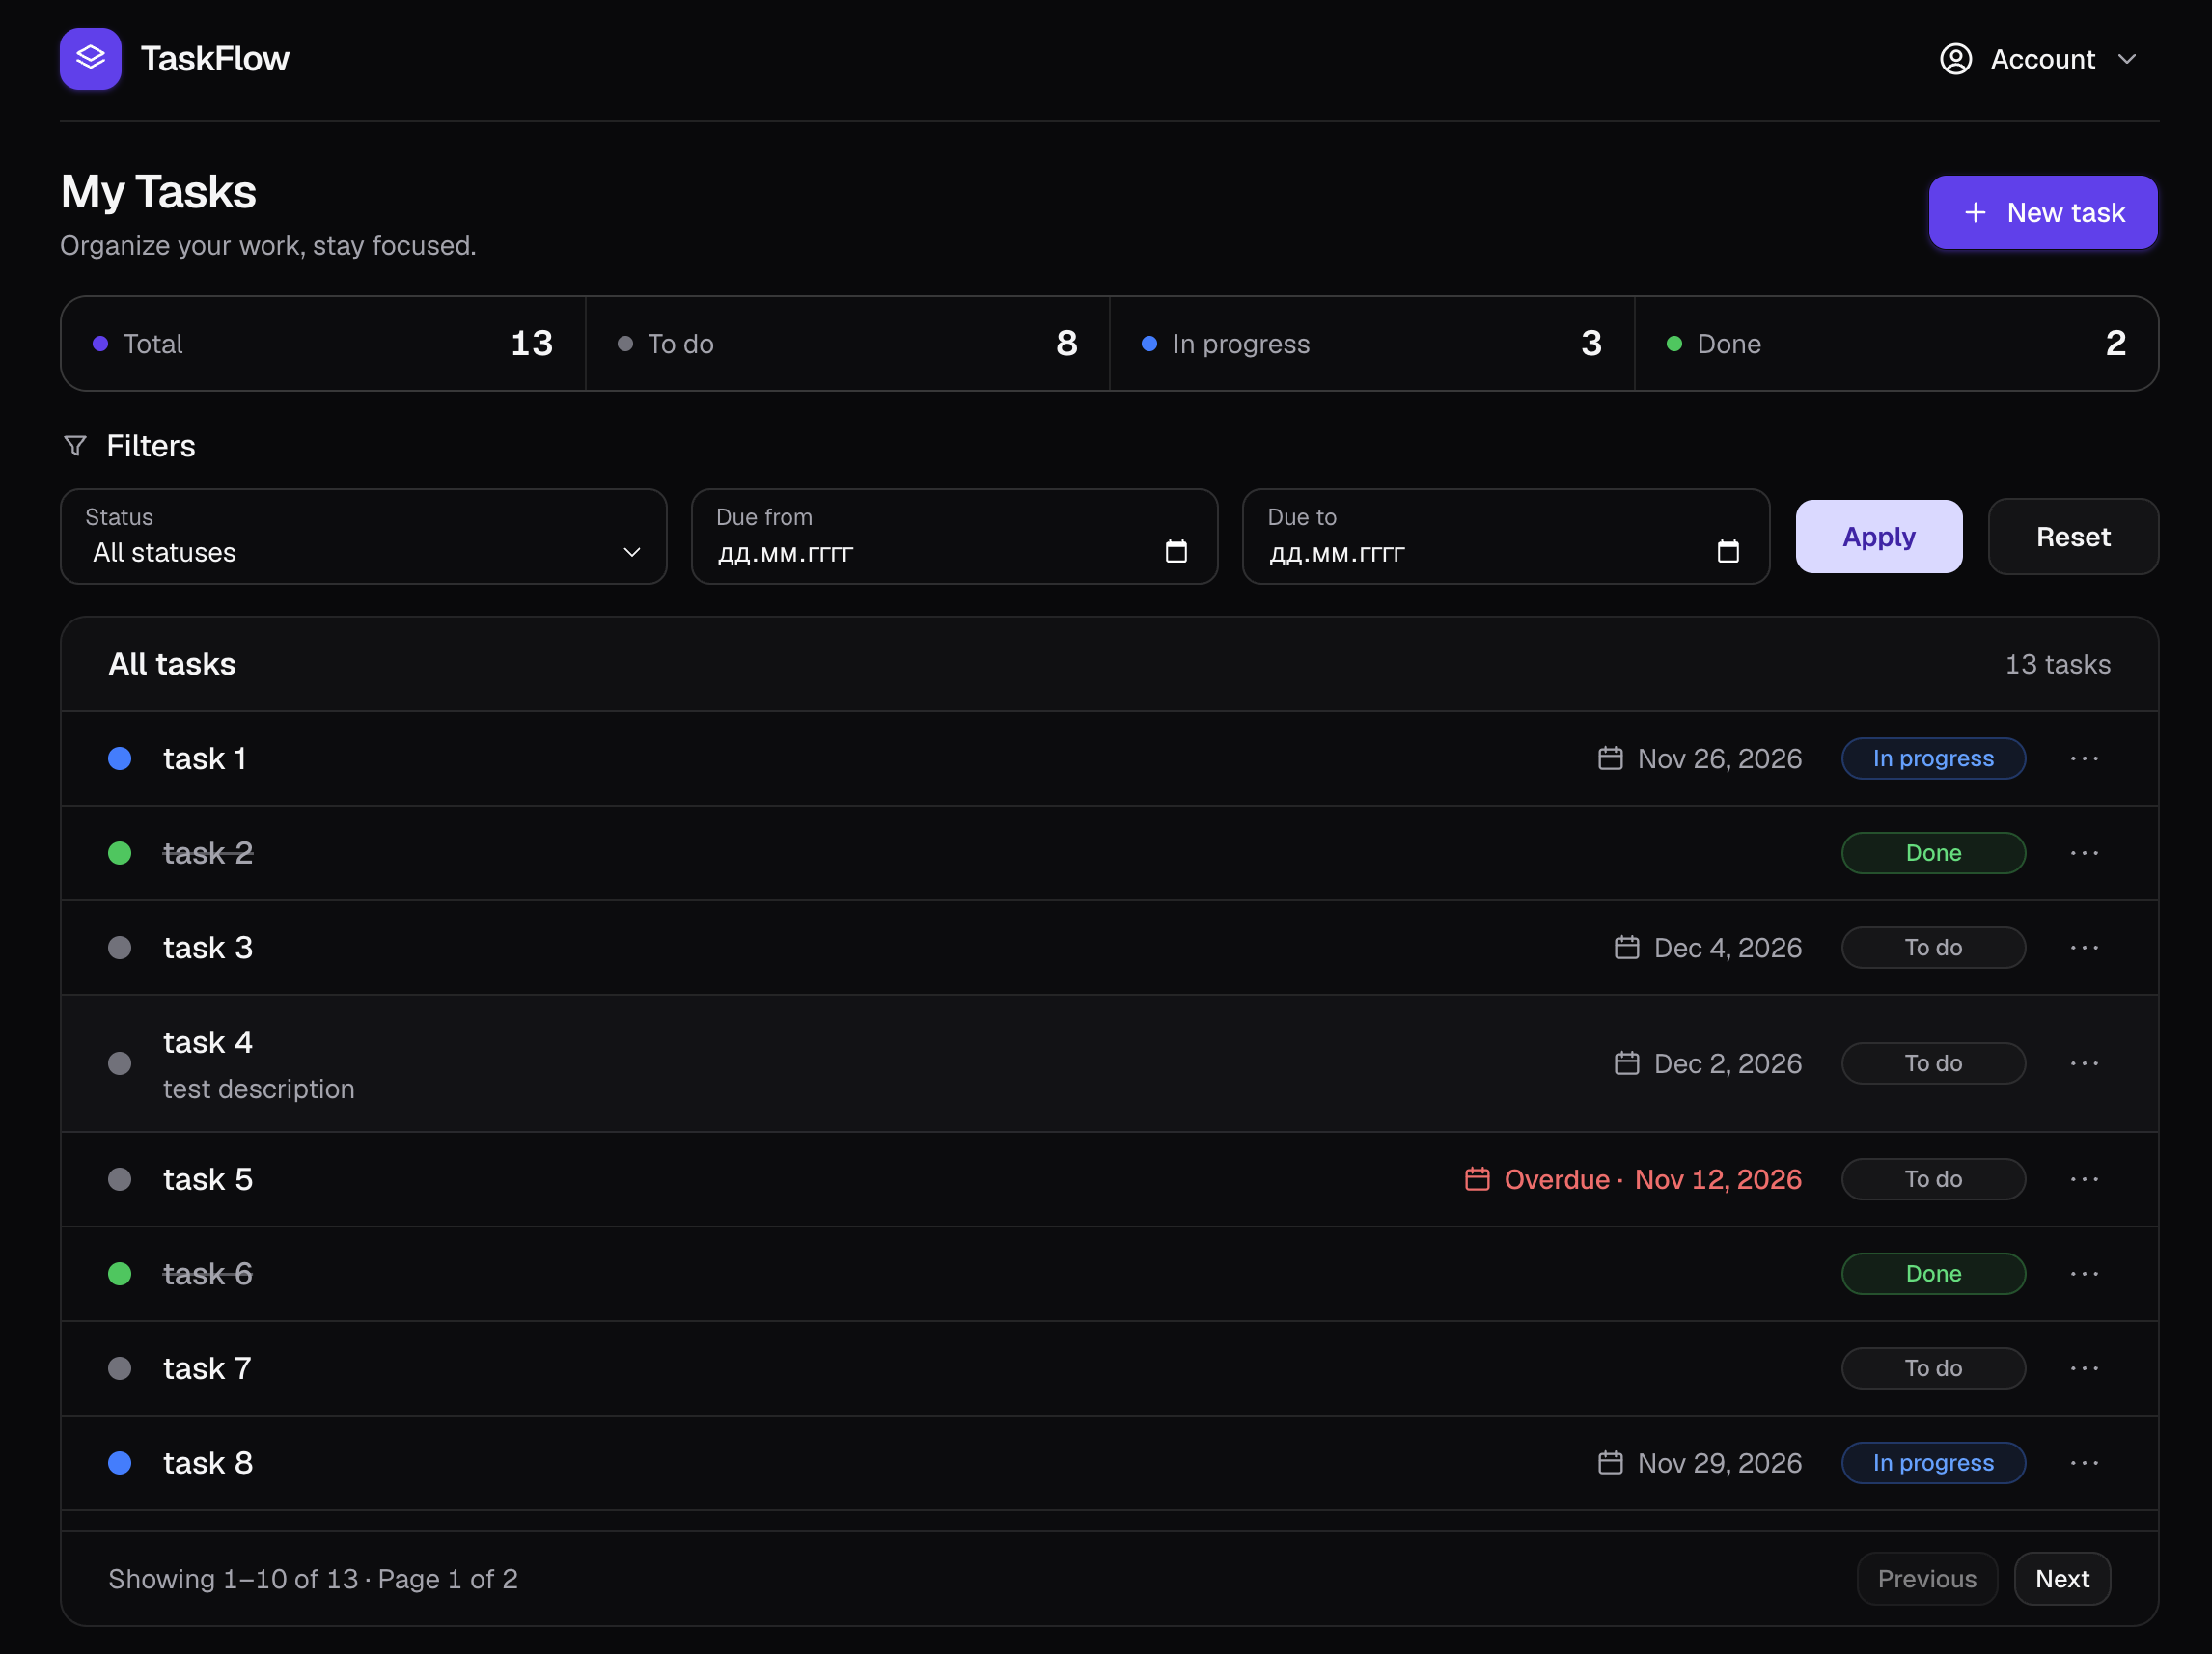 TaskFlow
Account
My Tasks
Organize your work, stay focused.
New task
Total 13
To do 8
In progress 3
Done 2
Filters
Status
All statuses
Due from
дд.мм.гггг
Due to
дд.мм.гггг
Apply
Reset
All tasks
13 tasks
task 1 Nov 26, 2026 In progress ...
task 2 Done ...
task 3 Dec 4, 2026 To do ...
task 4 Dec 2, 2026 To do ...
test description
task 5 Overdue · Nov 12, 2026 To do ...
task 6 Done ...
task 7 To do ...
task 8 Nov 29, 2026 In progress ...
Showing 1–10 of 13 · Page 1 of 2
Previous
Next